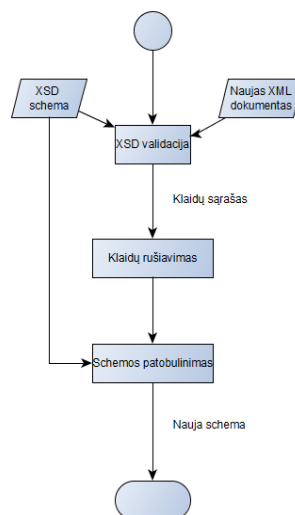 XSD
schema
Naujas XML
dokumentas
XSD validacija
Klaidų sąrašas
Klaidų rušiavimas
Schemos patobulinimas
Nauja schema